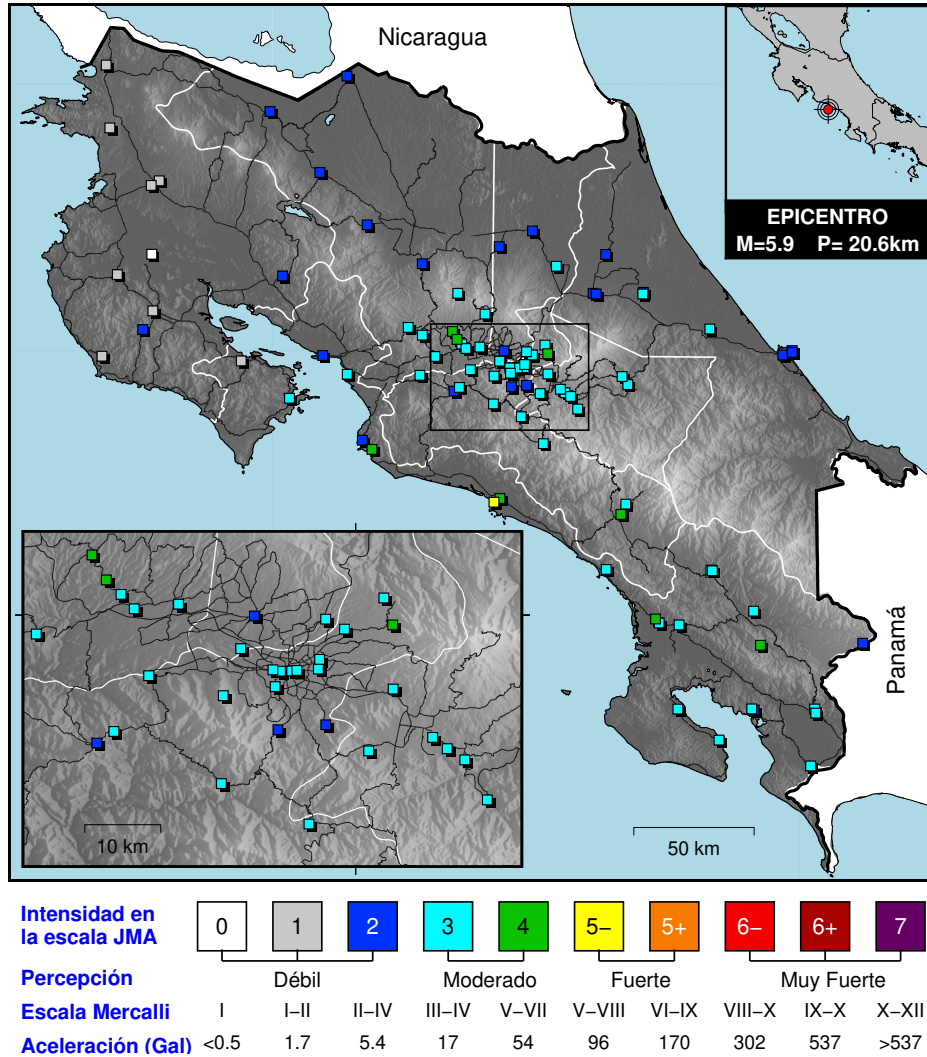 Nicaragua
EPICENTRO
M=5.9 P= 20.6km
Panamá
10 km
50 km
Intensidad en
la escala JMA
0 1 2 3 4 5− 5+ 6− 6+ 7
Percepción Débil Moderado Fuerte Muy Fuerte
Escala Mercalli I I−II II−IV III−IV V−VII V−VIII VI−IX VIII−X IX−X X−XII
Aceleración (Gal) <0.5 1.7 5.4 17 54 96 170 302 537 >537